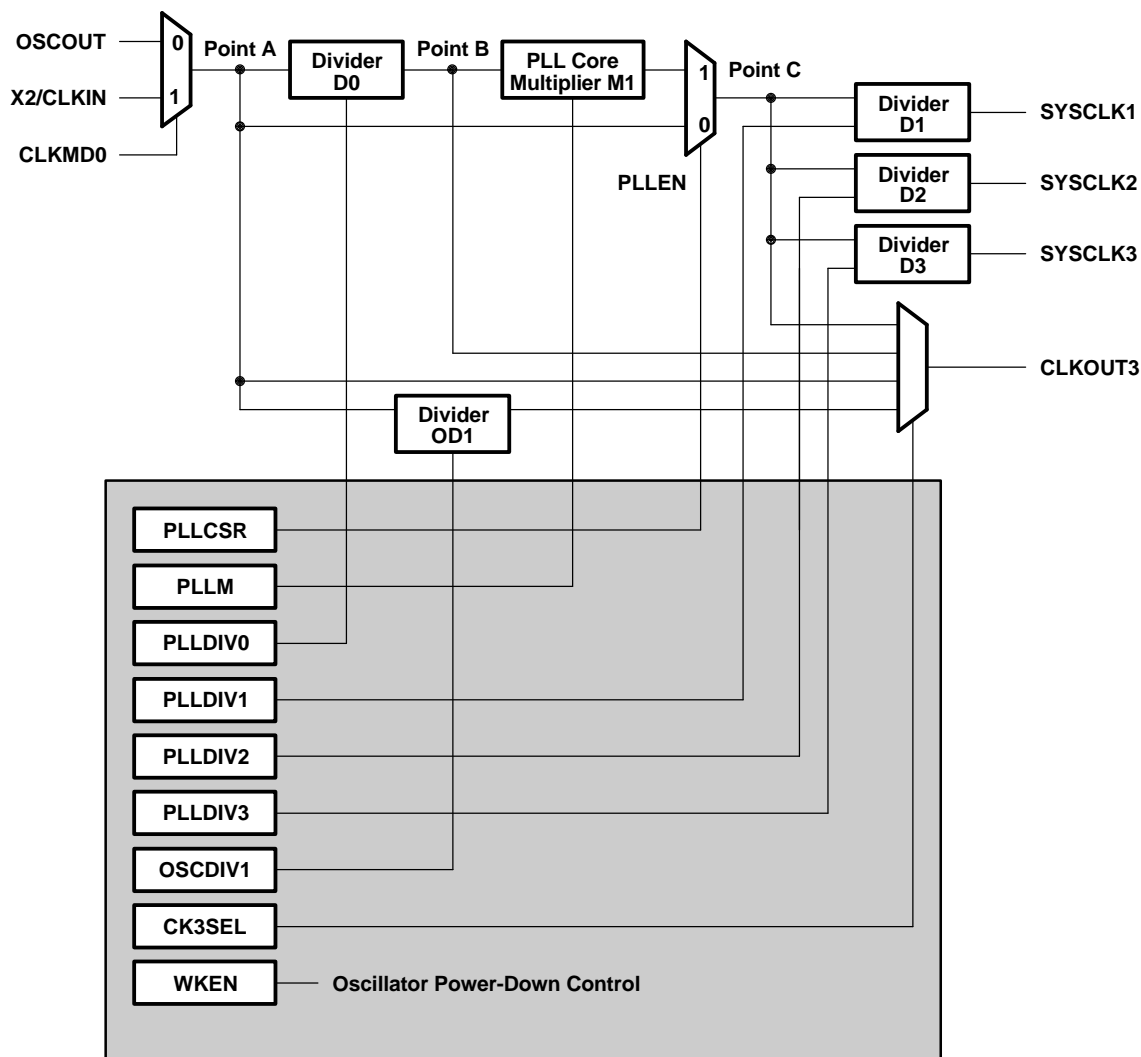 OSCOUT
0
Point A
Divider
D0
Point B
PLL Core
Multiplier M1
1
Point C
X2/CLKIN
1
0
Divider
D1
SYSCLK1
CLKMD0
PLLEN
Divider
D2
SYSCLK2
Divider
D3
SYSCLK3
CLKOUT3
Divider
OD1
PLLCSR
PLLM
PLLDIV0
PLLDIV1
PLLDIV2
PLLDIV3
OSCDIV1
CK3SEL
WKEN
Oscillator Power-Down Control